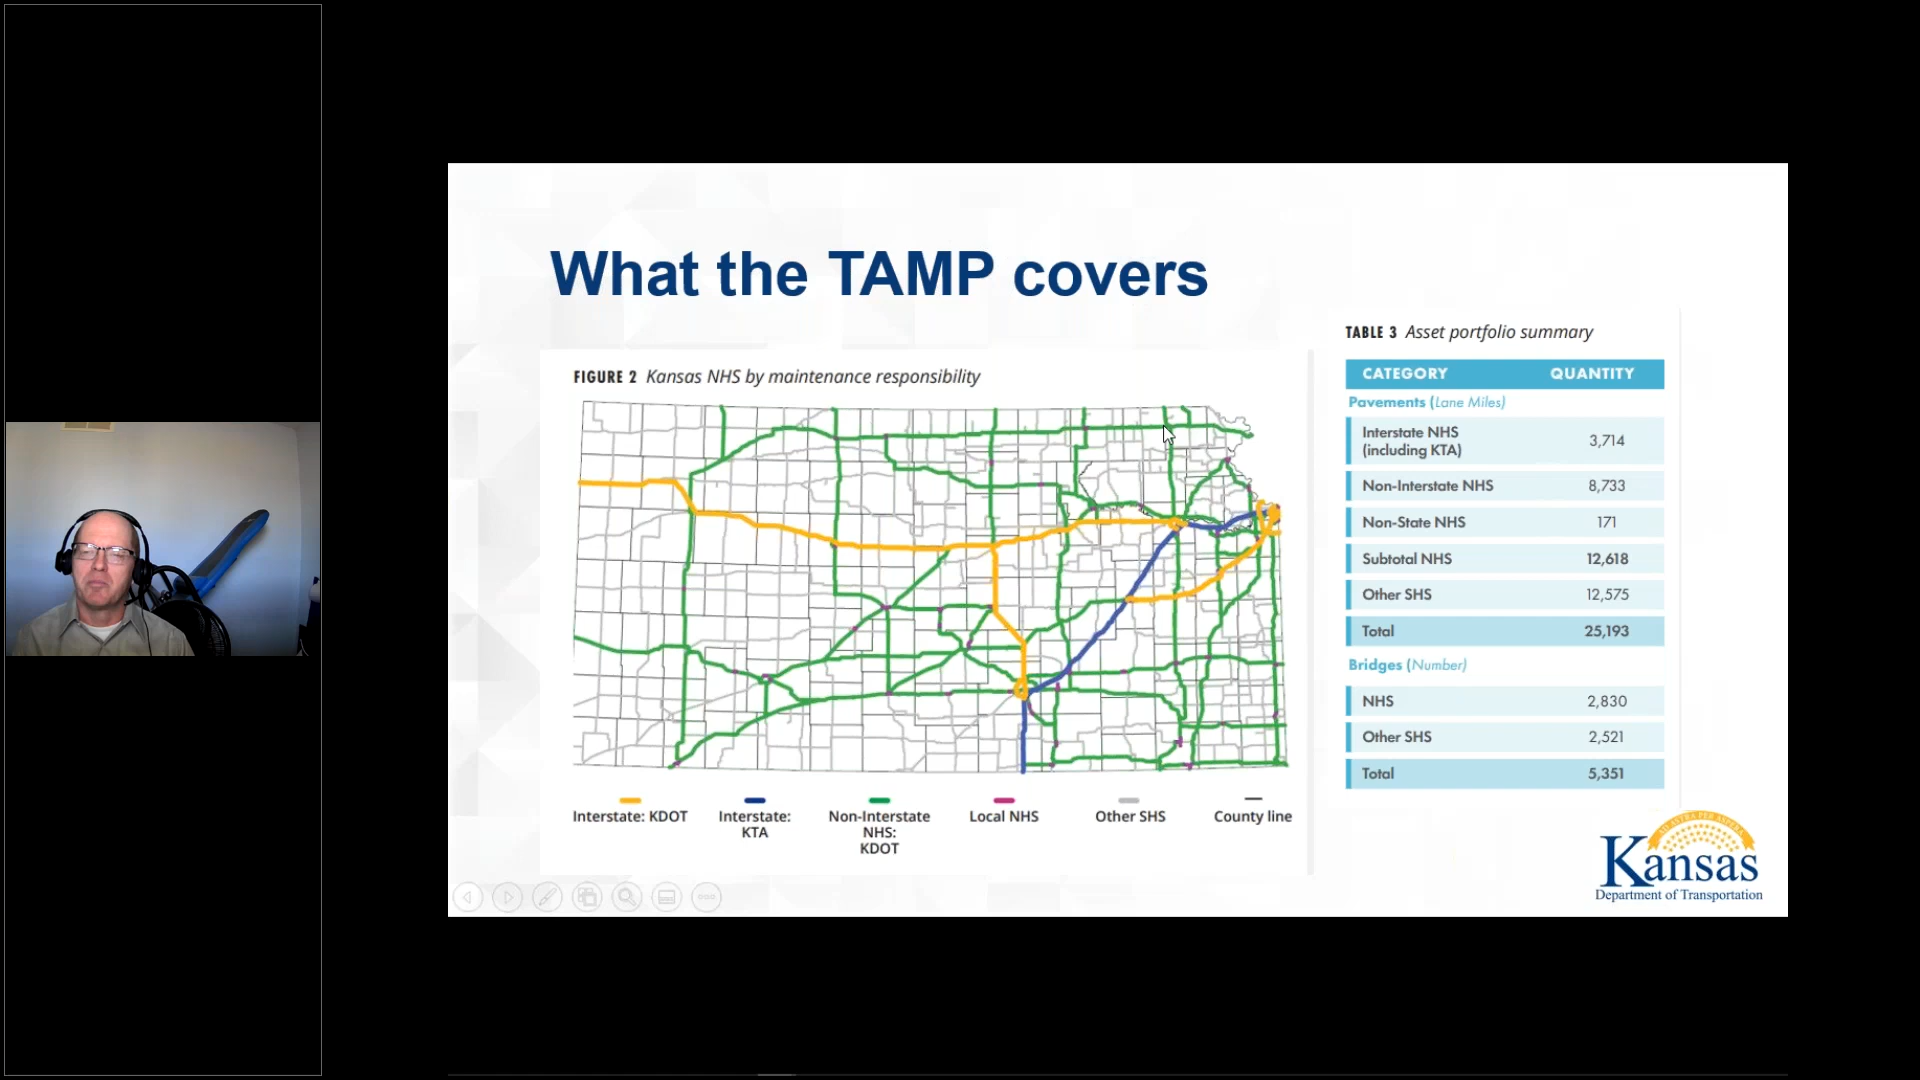 What the TAMP covers
FIGURE 2 Kansas NHS by maintenance responsibility
Interstate: KDOT
Interstate:
KTA
Non-Interstate
NHS:
KDOT
Local NHS
Other SHS
County line
TABLE 3 Asset portfolio summary
CATEGORY QUANTITY
Pavements (Lane Miles)
Interstate NHS
(including KTA) 3,714
Non-Interstate NHS 8,733
Non-State NHS 171
Subtotal NHS 12,618
Other SHS 12,575
Total 25,193
Bridges (Number)
NHS 2,830
Other SHS 2,521
Total 5,351
AD ASTRA PER ASPERA
Kansas
Department of Transportation